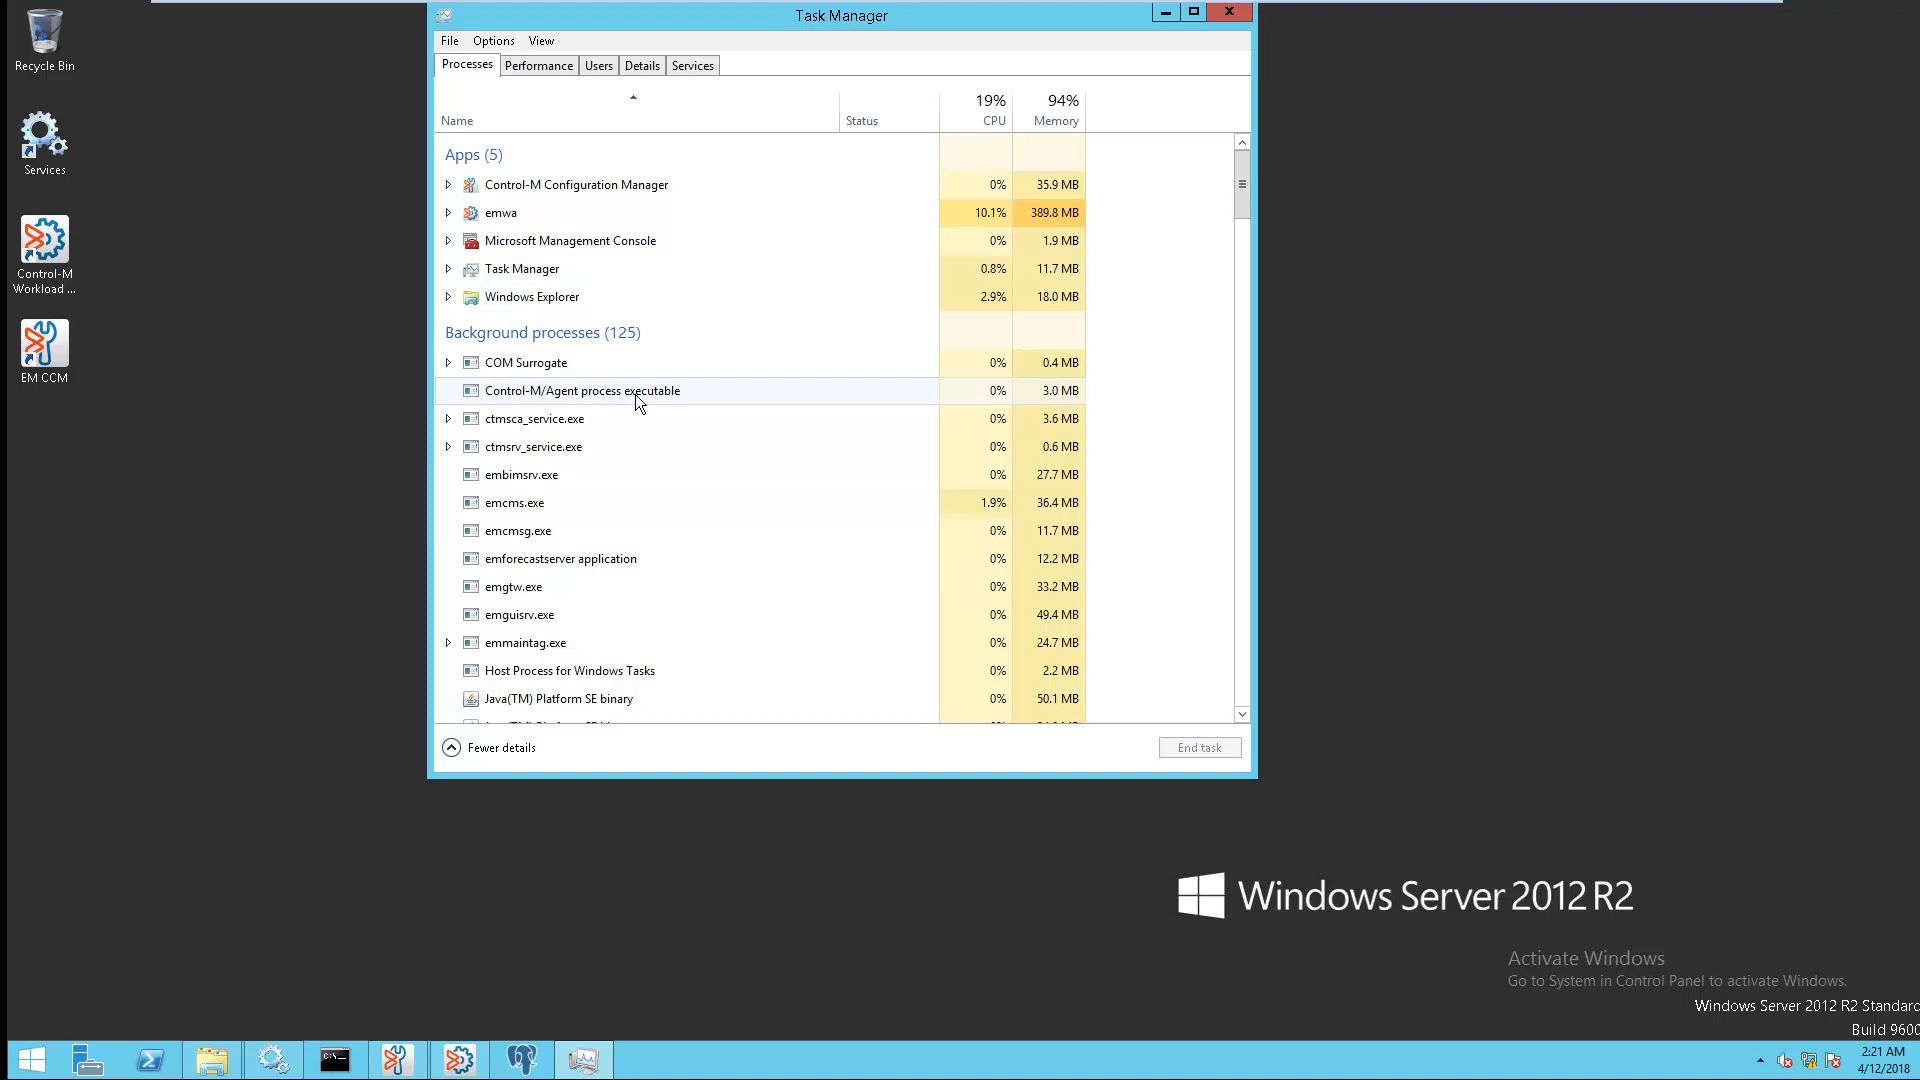 Recycle Bin
Services
Control-M
Workload ...
EM CCM
Task Manager
File Options View
Processes Performance Users Details Services
19% 94%
Name Status CPU Memory
Apps (5)
Control-M Configuration Manager 0% 35.9 MB
emwa 10.1% 389.8 MB
Microsoft Management Console 0% 1.9 MB
Task Manager 0.8% 11.7 MB
Windows Explorer 2.9% 18.0 MB
Background processes (125)
COM Surrogate 0% 0.4 MB
Control-M/Agent process executable 0% 3.0 MB
ctmsca_service.exe 0% 3.6 MB
ctmsrv_service.exe 0% 0.6 MB
embimsrv.exe 0% 27.7 MB
emcms.exe 1.9% 36.4 MB
emcmsg.exe 0% 11.7 MB
emforecastserver application 0% 12.2 MB
emgtw.exe 0% 33.2 MB
emguisrv.exe 0% 49.4 MB
emmaintag.exe 0% 24.7 MB
Host Process for Windows Tasks 0% 2.2 MB
Java(TM) Platform SE binary 0% 50.1 MB
Fewer details End task
Windows Server 2012 R2
Activate Windows
Go to System in Control Panel to activate Windows.
Windows Server 2012 R2 Standard
Build 9600
C:\_
2:21 AM
4/12/2018